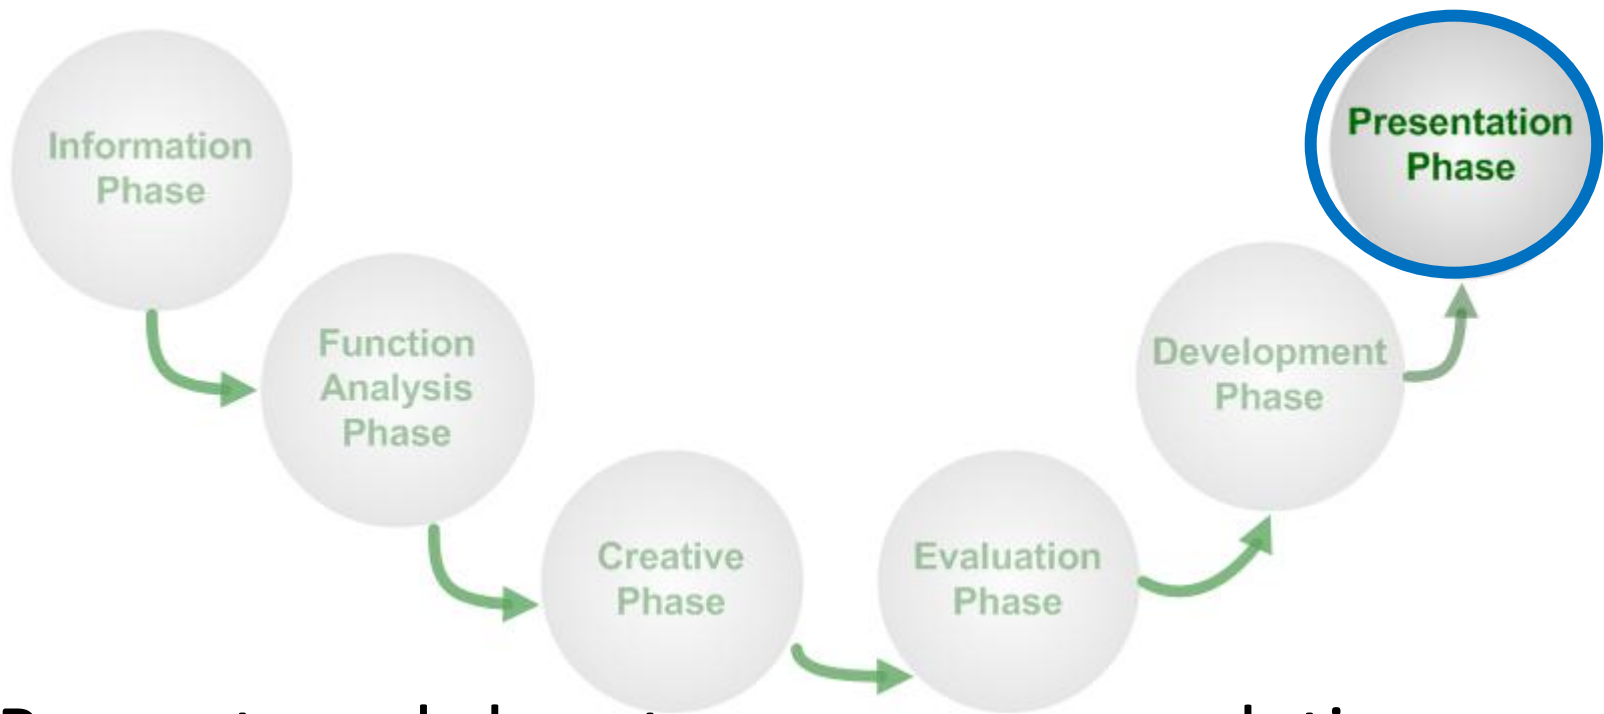 Information
Phase
Function
Analysis
Phase
Creative
Phase
Evaluation
Phase
Development
Phase
Presentation
Phase